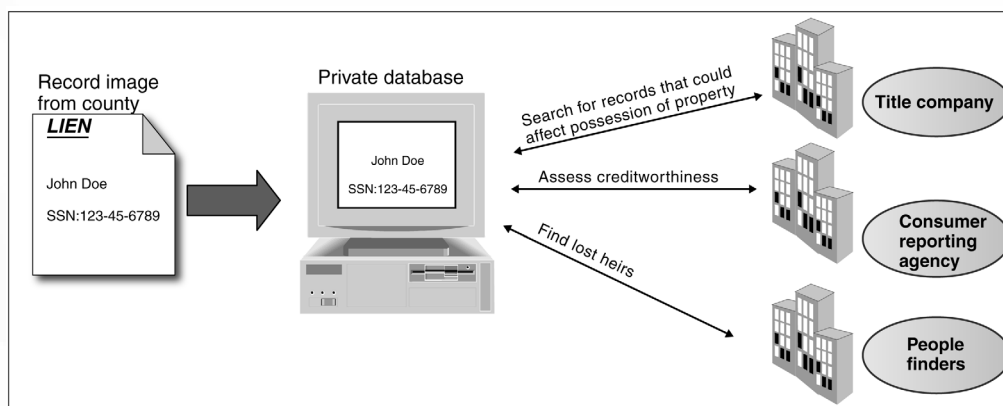 Record image
from county
LIEN
John Doe
SSN:123-45-6789
Private database
John Doe
SSN:123-45-6789
Search for records that could
affect possession of property
Assess creditworthiness
Find lost heirs
Title company
Consumer
reporting
agency
People
finders